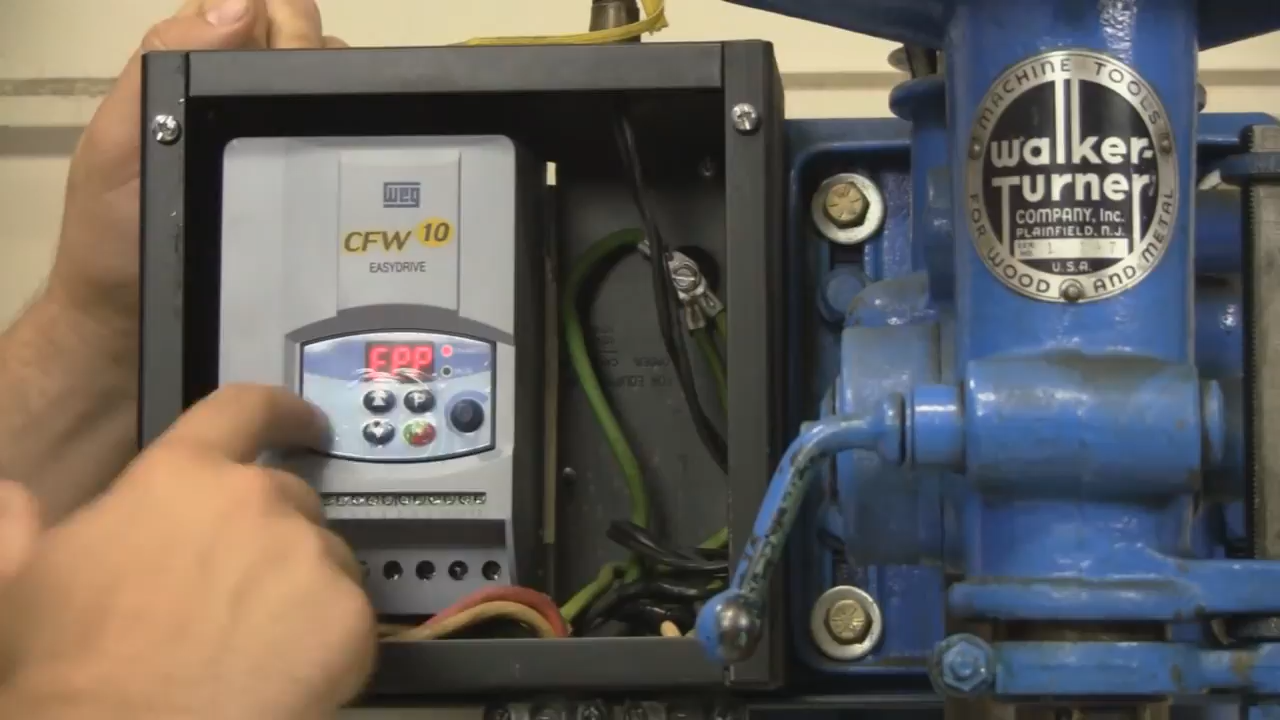 WEG
CFW 10
EASYDRIVE
P
MACHINE TOOLS
Walker-
Turner
COMPANY, Inc.
PLAINFIELD, N.J.
U.S.A.
FOR WOOD AND METAL